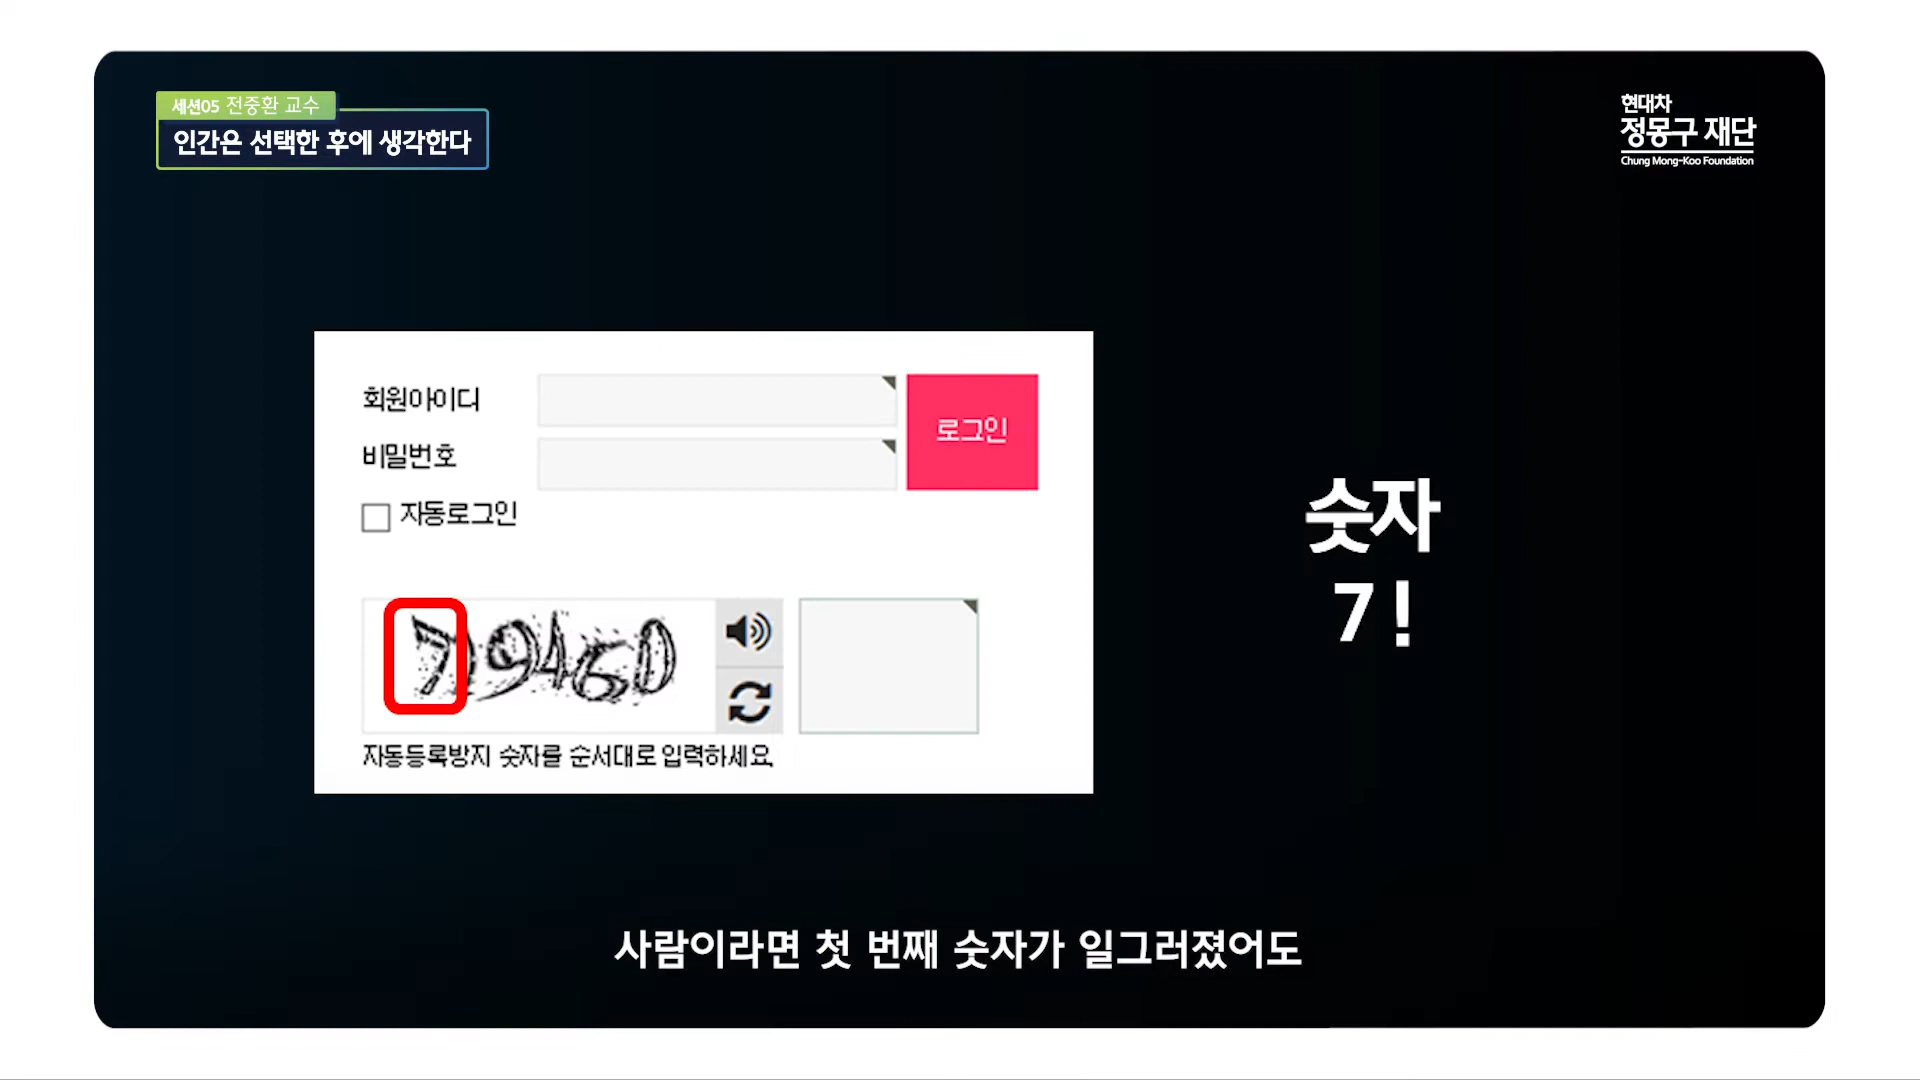 세션05 전중환 교수
인간은 선택한 후에 생각한다
현대차
정몽구 재단
Chung Mong-Koo Foundation
회원아이디
비밀번호
로그인
자동로그인
숫자
7!
자동등록방지 숫자를 순서대로 입력하세요.
사람이라면 첫 번째 숫자가 일그러졌어도